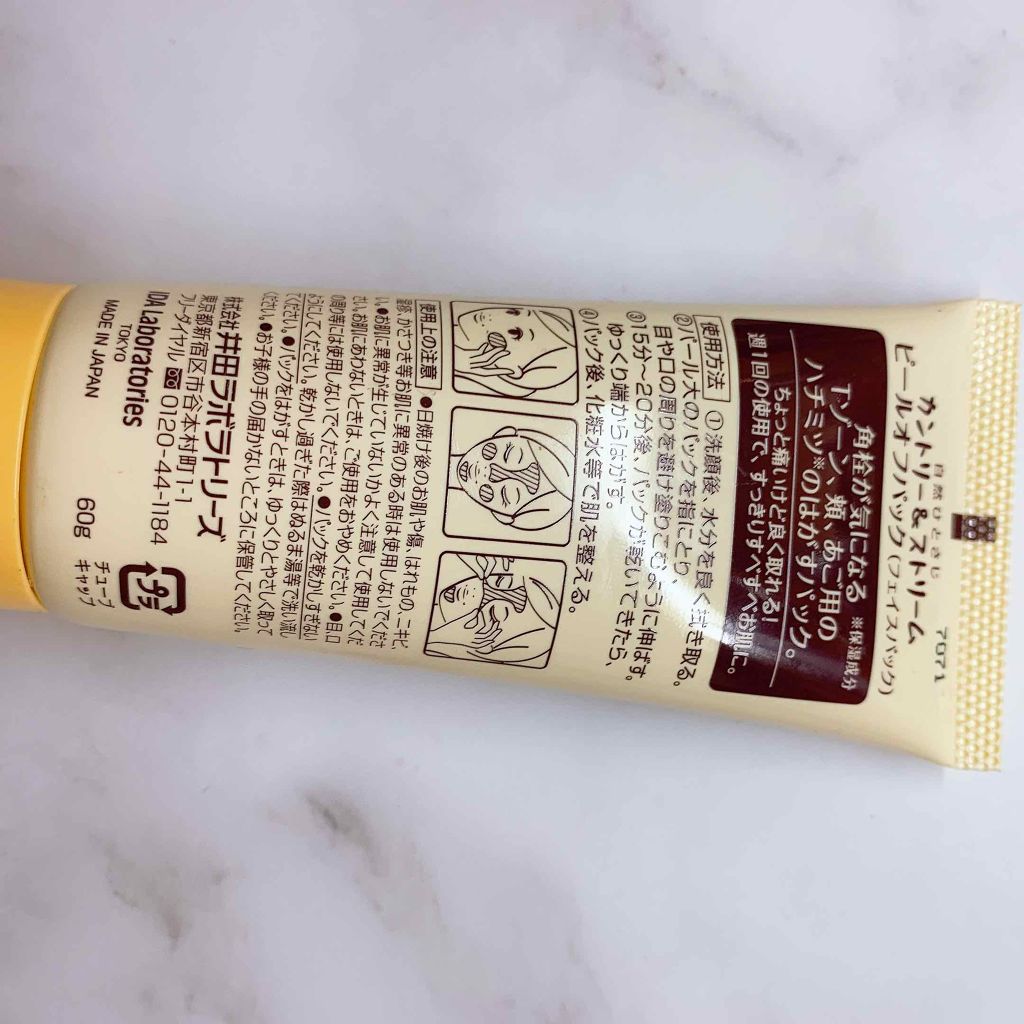 7071
自然ひとさじ
カントリー&ストリーム
ピールオフパック(フェイスパック)
角栓が気になる ※保湿成分
Tゾーン、頬、あご用の
ハチミツ※のはがすパック。
ちょっと痛いけど良く取れる!
週1回の使用で、すっきりすべすべお肌に。
使用方法 ①洗顔後、水分を良く拭き取る。
②パール大のパックを指にとり、
目や口の周りを避け塗りこむように伸ばす。
③15分~20分後、パックが乾いてきたら、
ゆっくり端からはがす。
④パック後、化粧水等で肌を整える。
使用上の注意 ●日焼け後のお肌や傷、はれもの、ニキビ、
湿疹、かぶれ等お肌に異常のある時は使用しないでくださ
い。●お肌に異常が生じていないかよく注意して使用してくだ
さい。お肌にあわないときは、ご使用をおやめください。●目、口
の周り等には使用しないでください。●パックを乾かしすぎない
ようにしてください。乾かし過ぎた際はぬるま湯等で洗い流し
てください。●パックをはがすときは、ゆっくりとやさしく取って
ください。●お子様の手の届かないところに保管してください。
株式会社 井田ラボラトリーズ
東京都新宿区市谷本村町1-1
フリーダイヤル 0120-44-1184
IDA Laboratories
TOKYO
MADE IN JAPAN
60g
プラ
チューブ
キャップ